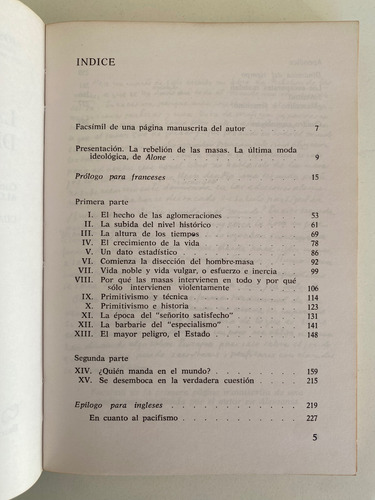 INDICE
Facsímil de una página manuscrita del autor . . . . . . 7
Presentación. La rebelión de las masas. La última moda
ideológica, de Alone . . . . . . . . . . . . 9
Prólogo para franceses . . . . . . . . . . . . 15
Primera parte
I. El hecho de las aglomeraciones . . . . . . 53
II. La subida del nivel histórico . . . . . . 61
III. La altura de los tiempos . . . . . . . . 69
IV. El crecimiento de la vida . . . . . . . . 78
V. Un dato estadístico . . . . . . . . . . 86
VI. Comienza la disección del hombre-masa . . . . 92
VII. Vida noble y vida vulgar, o esfuerzo e inercia . . 99
VIII. Por qué las masas intervienen en todo y por qué
sólo intervienen violentamente . . . . . . 106
IX. Primitivismo y técnica . . . . . . . . . 114
X. Primitivismo e historia . . . . . . . . . 123
XI. La época del "señorito satisfecho" . . . . . 131
XII. La barbarie del "especialismo" . . . . . . 141
XIII. El mayor peligro, el Estado . . . . . . . 148
Segunda parte
XIV. ¿Quién manda en el mundo? . . . . . . . 159
XV. Se desemboca en la verdadera cuestión . . . . 215
Epílogo para ingleses . . . . . . . . . . . 219
En cuanto al pacifismo . . . . . . . . . . 227
5